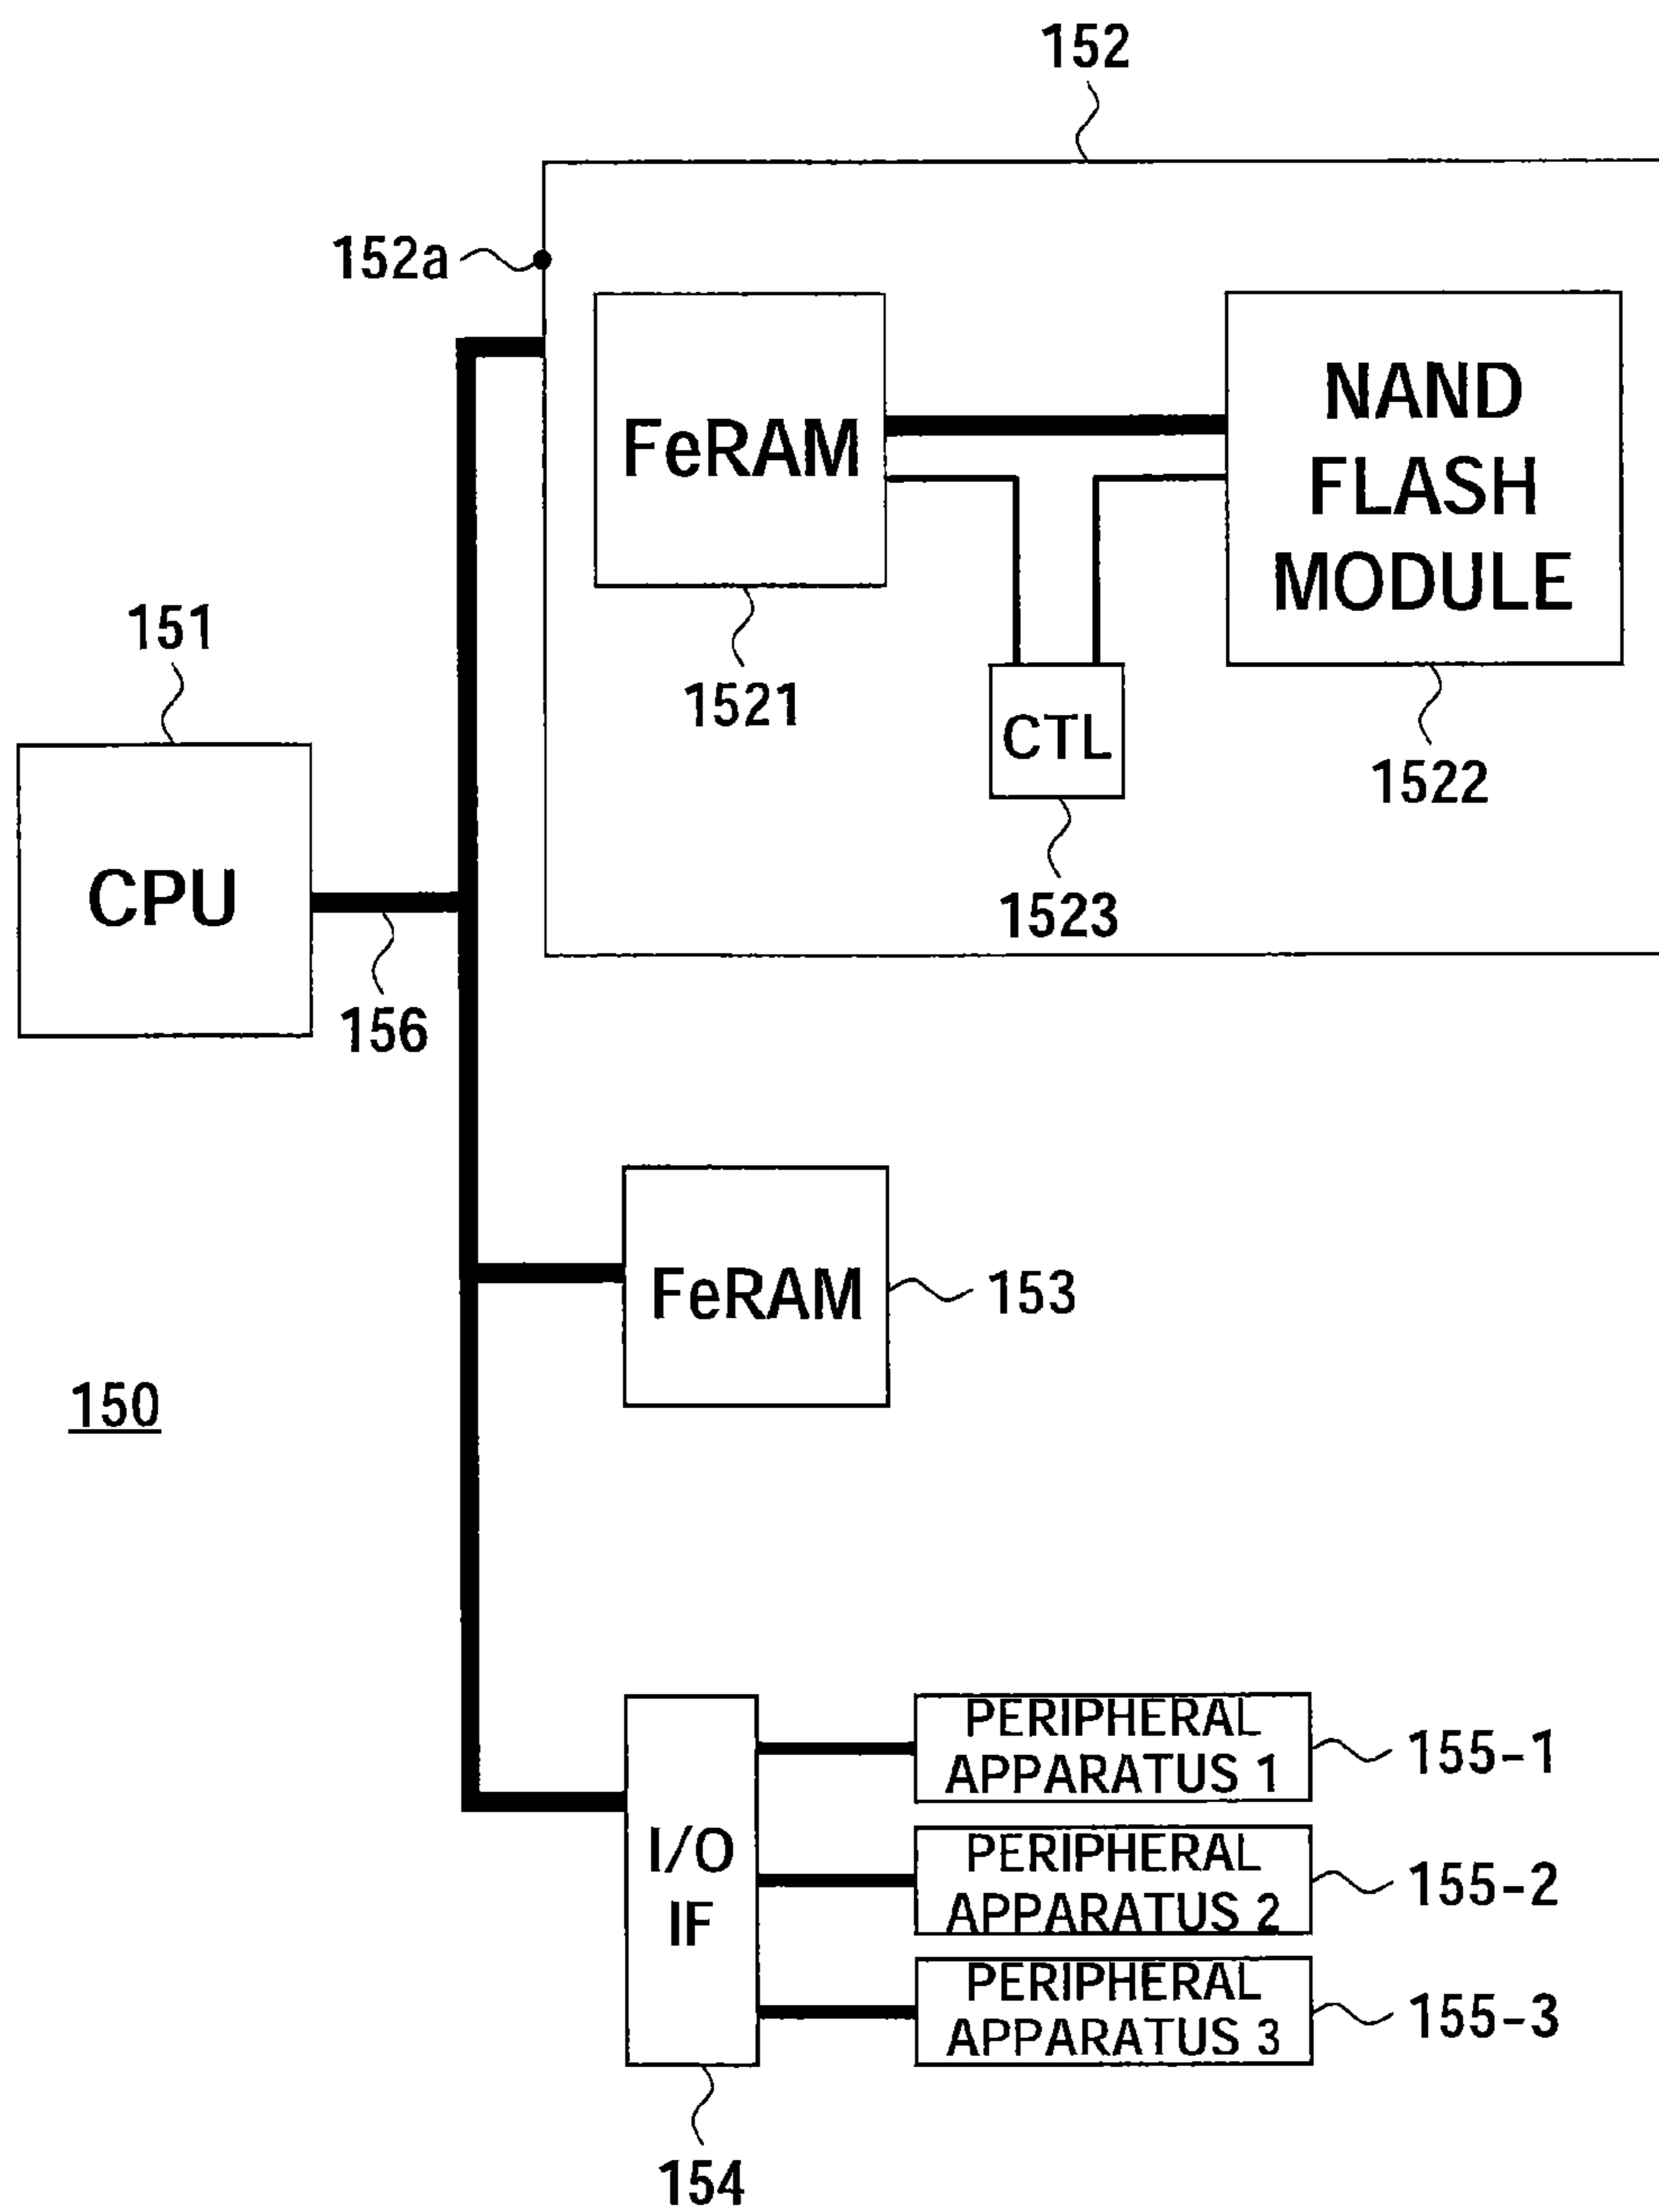 152
152a
FeRAM
NAND
FLASH
MODULE
1521
CTL
1522
1523
151
CPU
156
FeRAM
153
150
I/O
IF
PERIPHERAL
APPARATUS 1
155-1
PERIPHERAL
APPARATUS 2
155-2
PERIPHERAL
APPARATUS 3
155-3
154